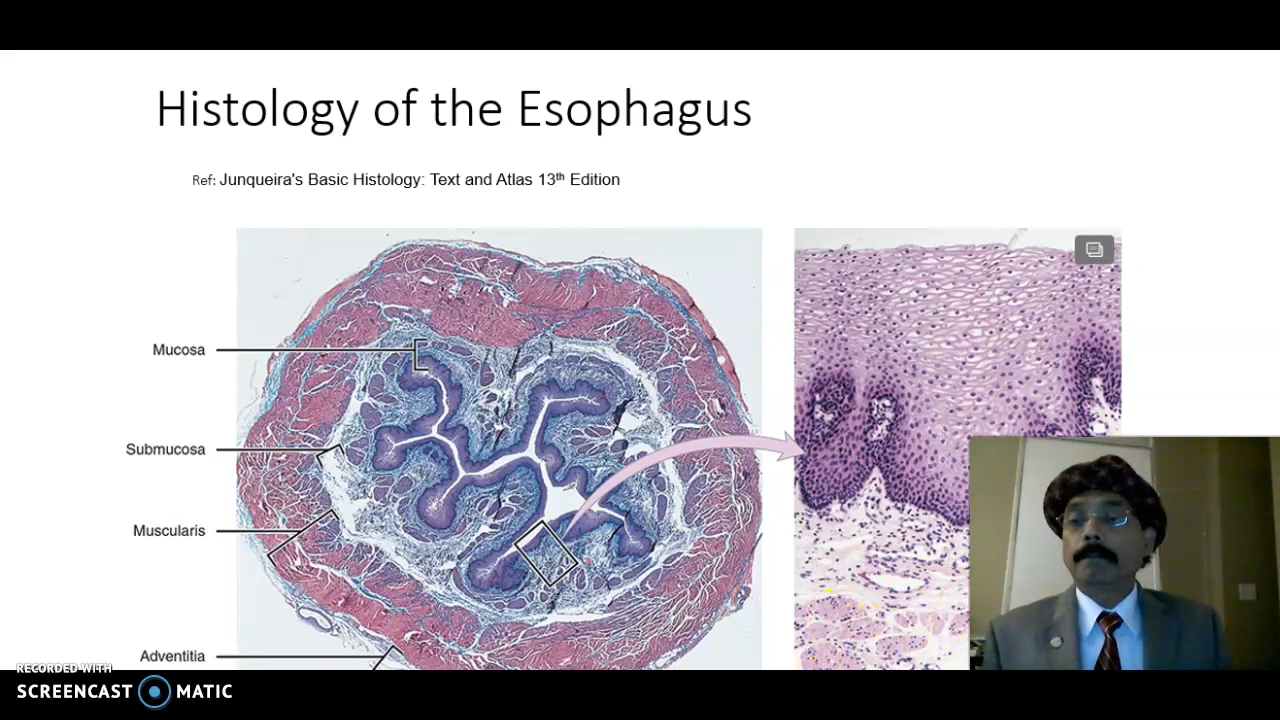 Histology of the Esophagus
Ref: Junqueira's Basic Histology: Text and Atlas 13th Edition
Mucosa
Submucosa
Muscularis
Adventitia
RECORDED WITH
SCREENCAST MATIC